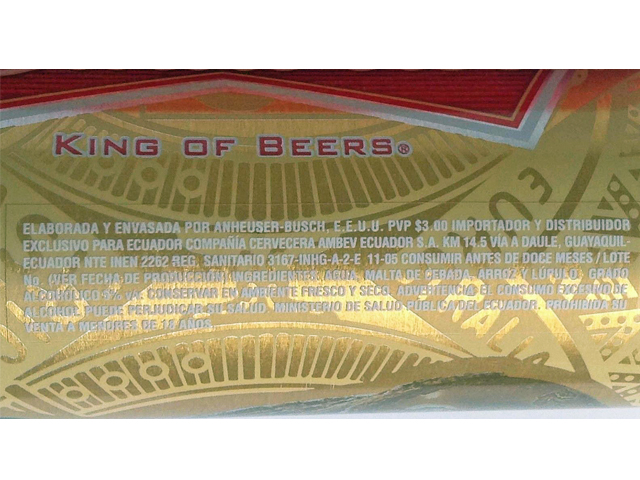 KING OF BEERS®
ELABORADA Y ENVASADA POR ANHEUSER-BUSCH, E.E.U.U. PVP $3.00 IMPORTADOR Y DISTRIBUIDOR
EXCLUSIVO PARA ECUADOR COMPAÑÍA CERVECERA AMBEV ECUADOR S.A. KM 14.5 VÍA A DAULE, GUAYAQUIL-
ECUADOR NTE INEN 2262 REG. SANITARIO 3167-INHG-A-2-E 11-05 CONSUMIR ANTES DE DOCE MESES / LOTE
No. (VER FECHA DE PRODUCCIÓN) INGREDIENTES: AGUA, MALTA DE CEBADA, ARROZ Y LÚPULO. GRADO
ALCOHÓLICO 5% v/v. CONSERVAR EN AMBIENTE FRESCO Y SECO. ADVERTENCIA EL CONSUMO EXCESIVO DE
ALCOHOL PUEDE PERJUDICAR SU SALUD. MINISTERIO DE SALUD PÚBLICA DEL ECUADOR. PROHIBIDA SU
VENTA A MENORES DE 18 AÑOS.